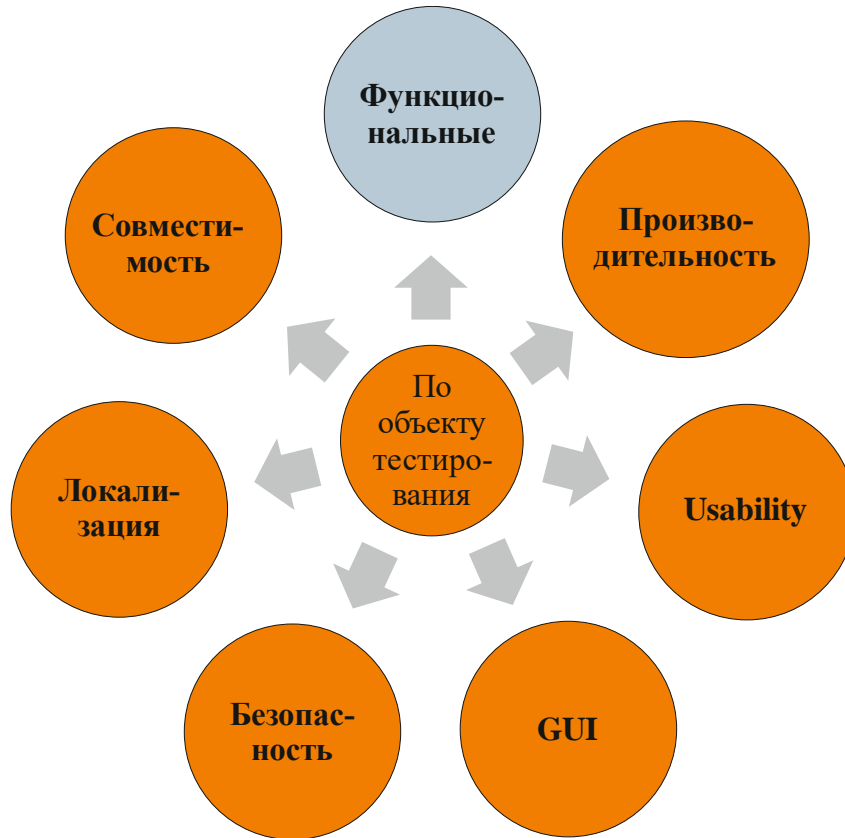 Функцио-
нальные
Произво-
дительность
Usability
GUI
Безопас-
ность
Локали-
зация
Совмести-
мость
По
объекту
тестиро-
вания